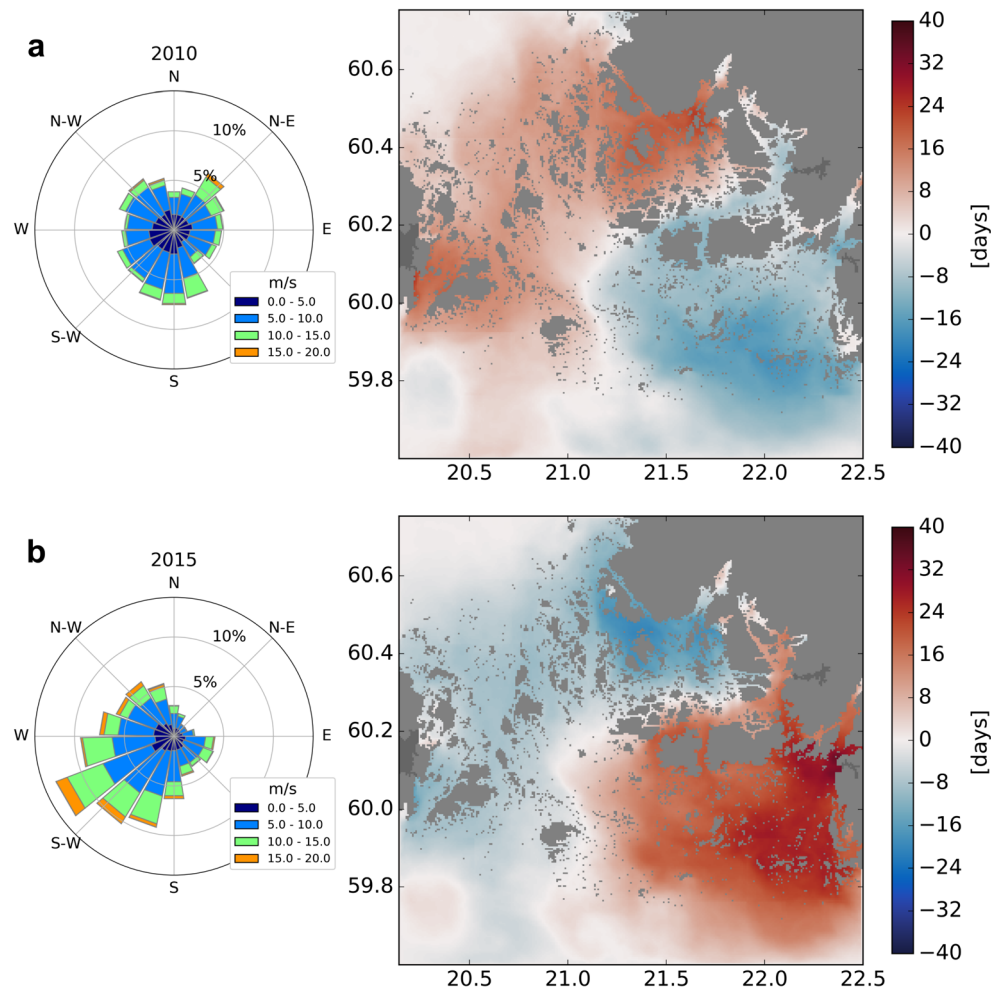 a
2010
N
N-W
N-E
10%
5%
W
E
S-W
S
m/s
0.0 - 5.0
5.0 - 10.0
10.0 - 15.0
15.0 - 20.0
60.6
60.4
60.2
60.0
59.8
20.5 21.0 21.5 22.0 22.5
40
32
24
16
8
0
−8
−16
−24
−32
−40
[days]
b
2015
N
N-W
N-E
10%
5%
W
E
S-W
S
m/s
0.0 - 5.0
5.0 - 10.0
10.0 - 15.0
15.0 - 20.0
60.6
60.4
60.2
60.0
59.8
20.5 21.0 21.5 22.0 22.5
40
32
24
16
8
0
−8
−16
−24
−32
−40
[days]